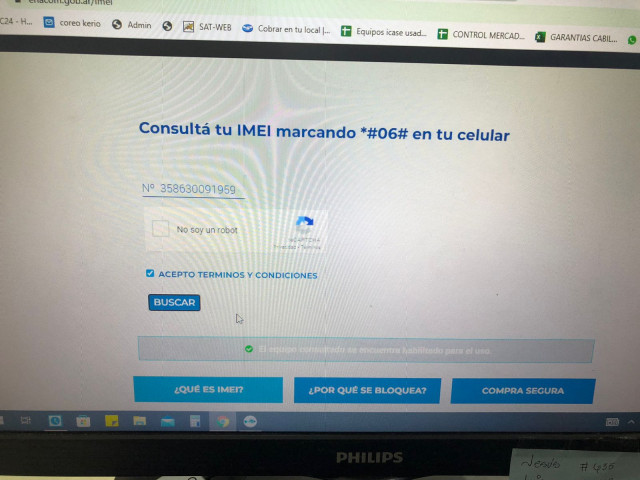 enacom.gob.ar/imei
C24 - H...
coreo kerio
Admin
SAT-WEB
Cobrar en tu local |...
Equipos icase usad...
CONTROL MERCAD...
GARANTIAS CABIL...
Consultá tu IMEI marcando *#06# en tu celular
Nº 358630091959
No soy un robot
reCAPTCHA
Privacidad - Términos
ACEPTO TERMINOS Y CONDICIONES
BUSCAR
El equipo consultado se encuentra habilitado para el uso.
¿QUÉ ES IMEI?
¿POR QUÉ SE BLOQUEA?
COMPRA SEGURA
PHILIPS
#435